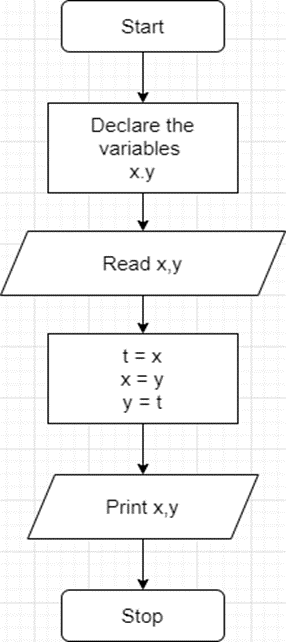 Start
Declare the
variables
x.y
Read x,y
t = x
x = y
y = t
Print x,y
Stop